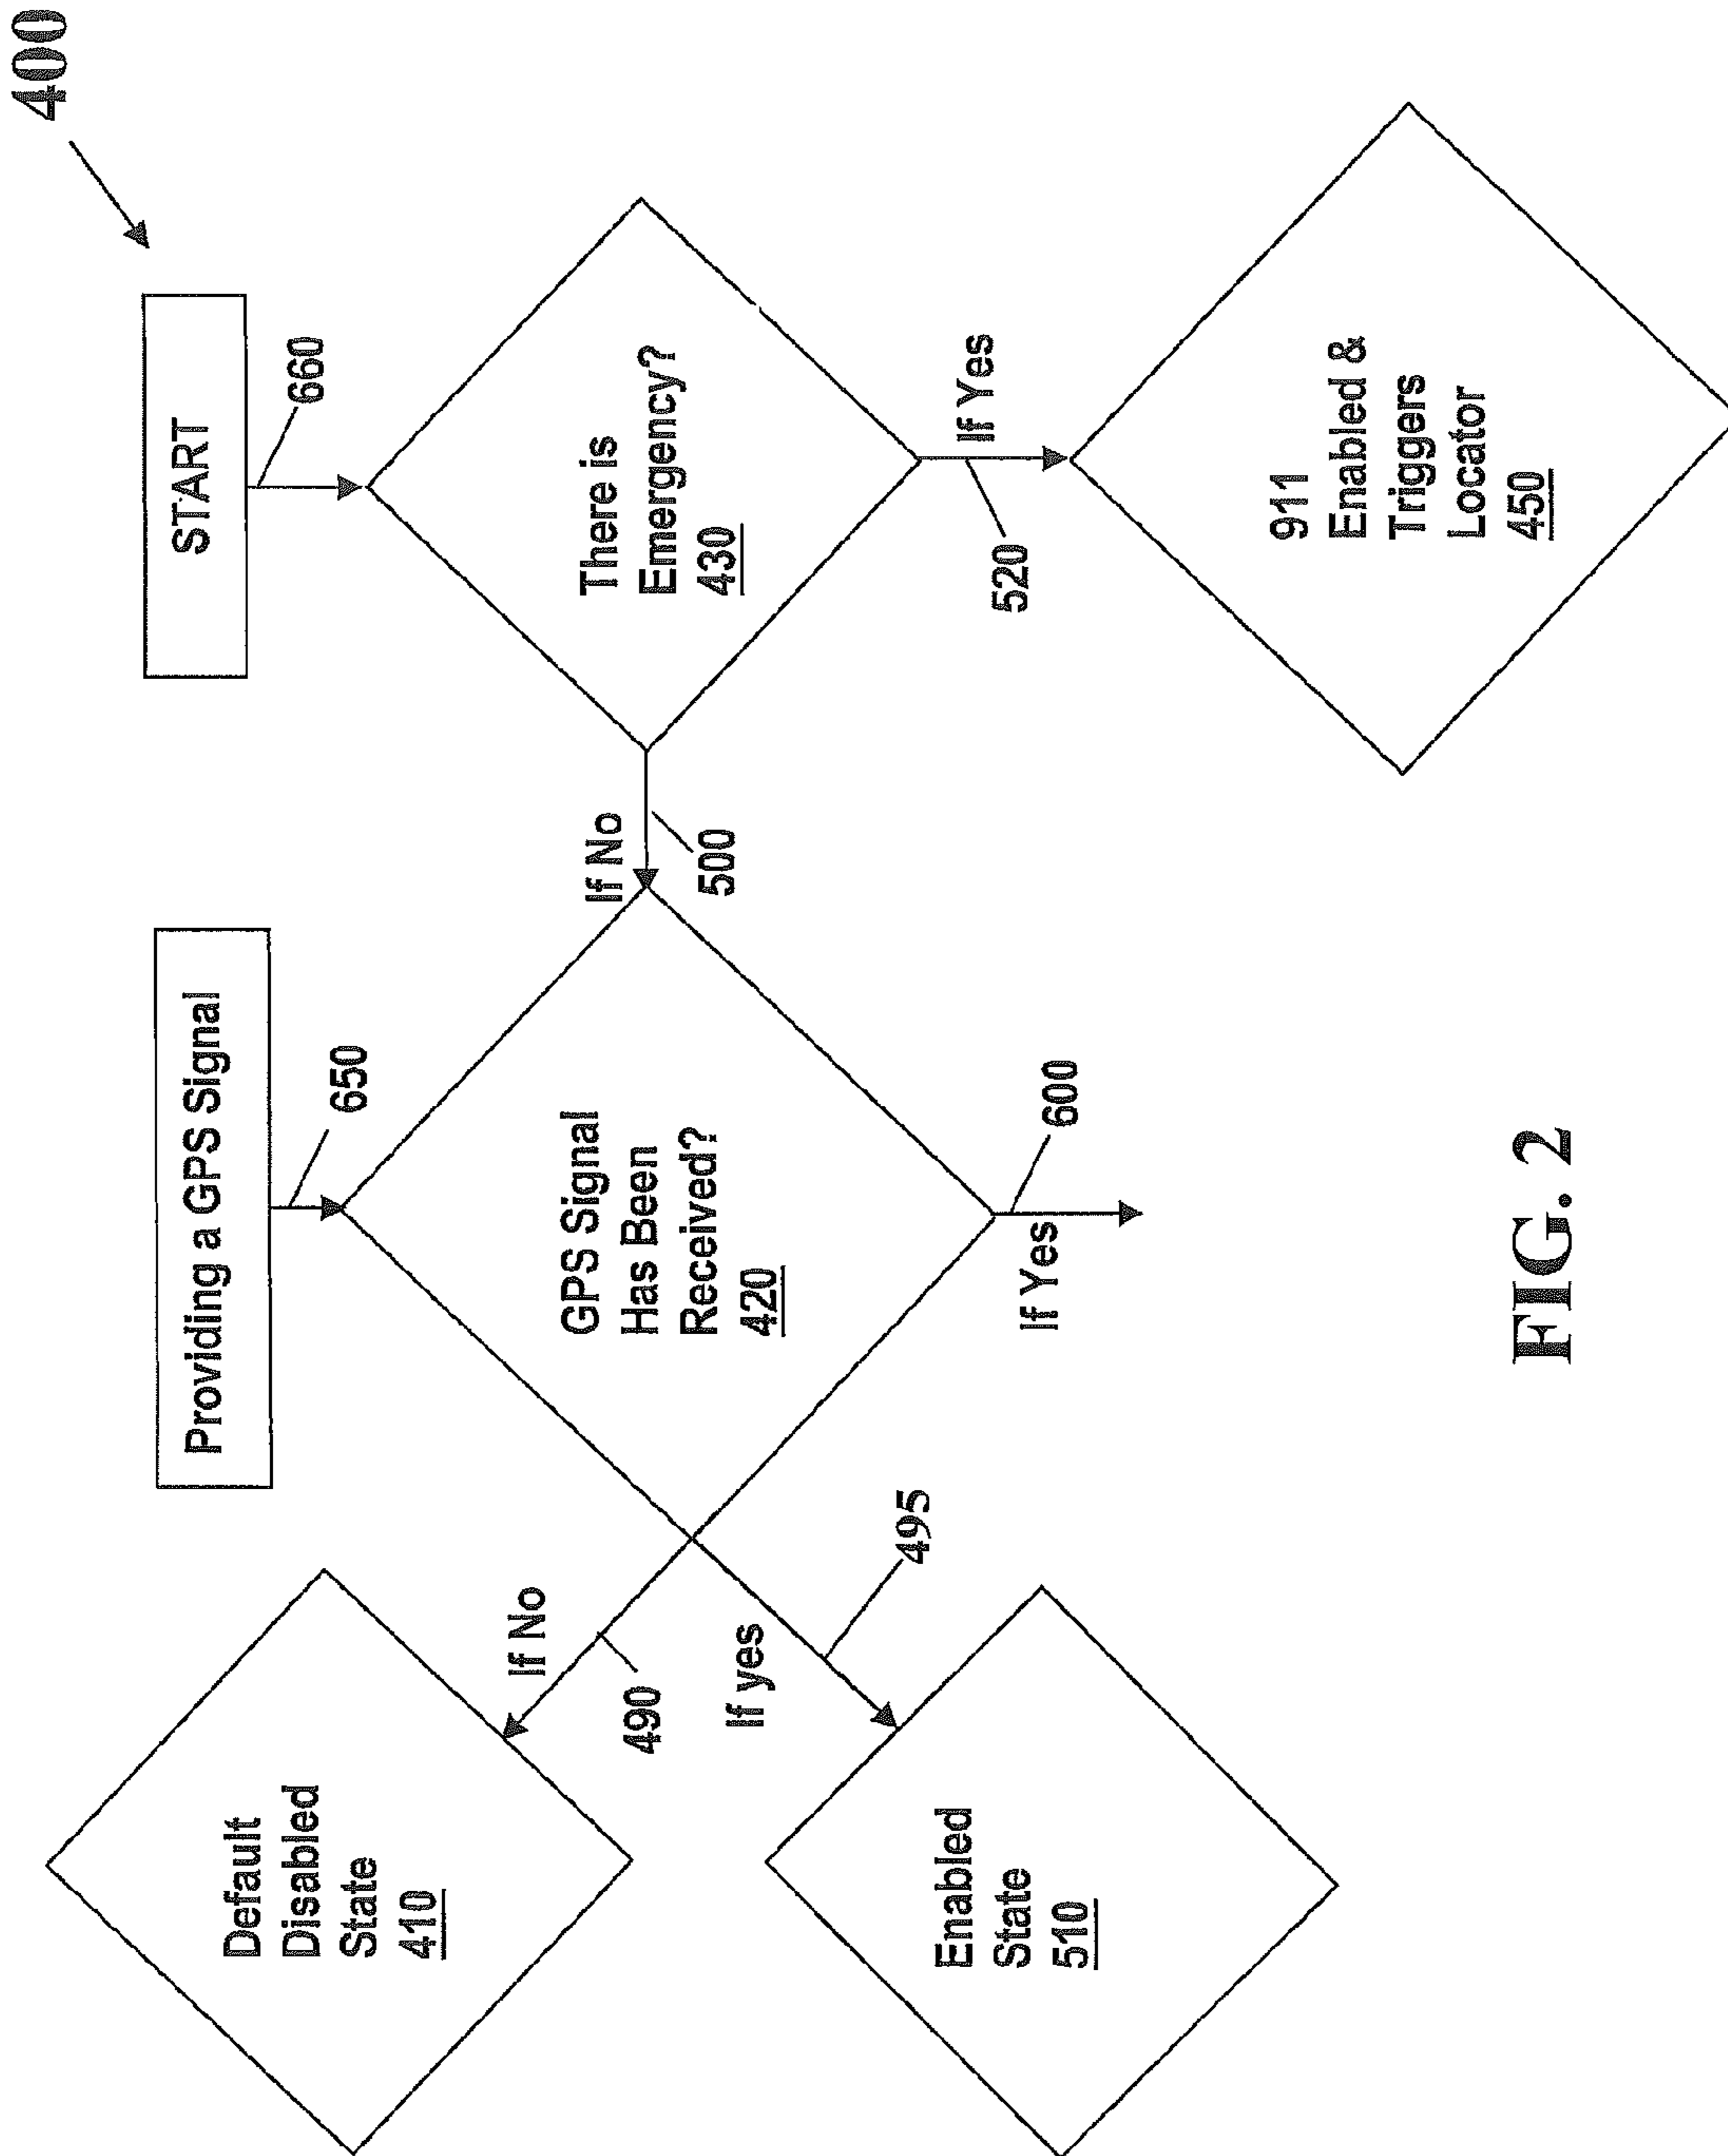 400
START
660
There is
Emergency?
430
If Yes
520
911
Enabled &
Triggers
Locator
450
If No
500
Providing a GPS Signal
650
GPS Signal
Has Been
Received?
420
If Yes
600
If No
490
If yes
495
Default
Disabled
State
410
Enabled
State
510
FIG. 2